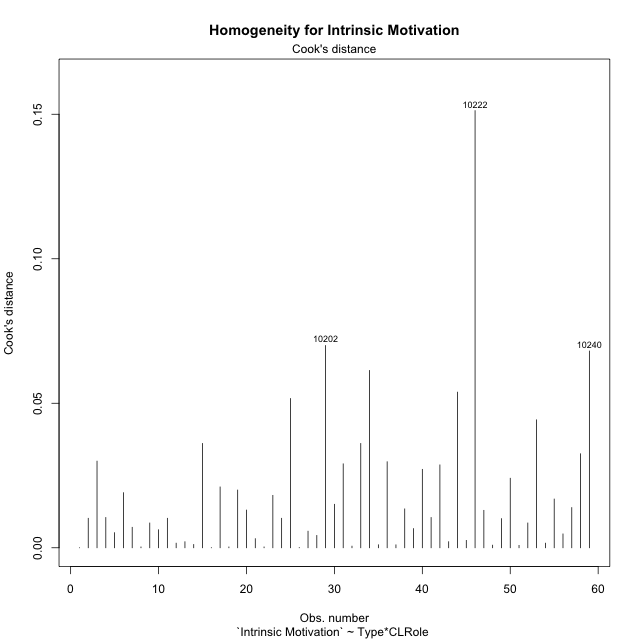 Homogeneity for Intrinsic Motivation
Cook's distance
10222
10202
10240
0.15
0.10
0.05
0.00
Cook's distance
0 10 20 30 40 50 60
Obs. number
`Intrinsic Motivation` ~ Type*CLRole